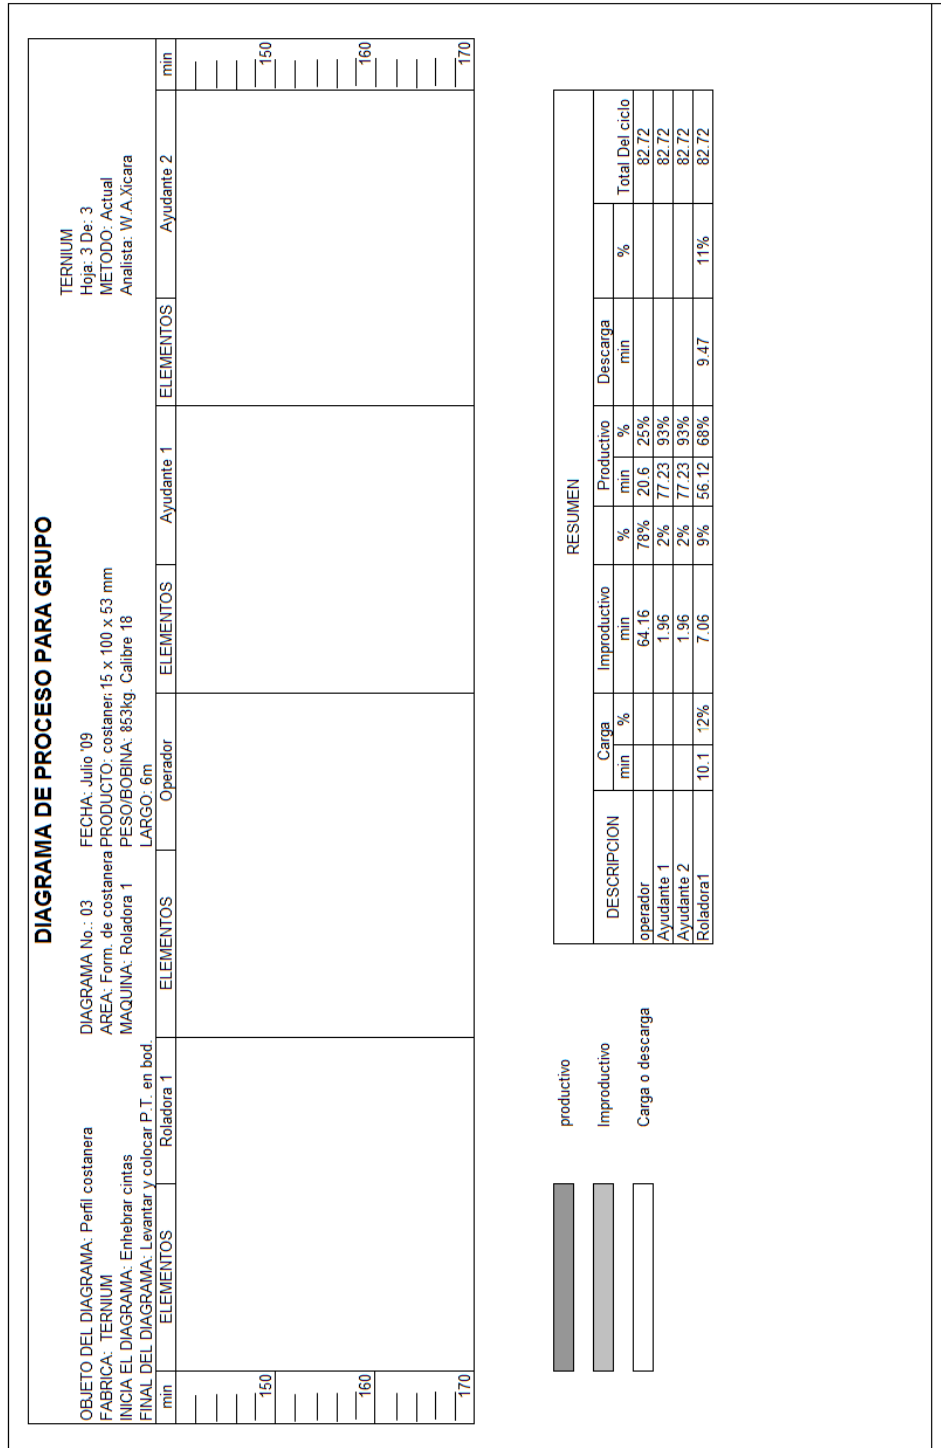 DIAGRAMA DE PROCESO PARA GRUPO
TERNIUM
OBJETO DEL DIAGRAMA: Perfil costanera DIAGRAMA No.: 03 FECHA: Julio '09 Hoja: 3 De: 3
FABRICA: TERNIUM AREA: Form. de costanera PRODUCTO: costanera 15 x 100 x 53 mm METODO: Actual
INICIA EL DIAGRAMA: Enhebrar cintas MAQUINA: Roladora 1 PESO/BOBINA: 853kg. Calibre 18 Analista: W.A.Xicara
FINAL DEL DIAGRAMA: Levantar y colocar P.T. en bod. LARGO: 6m
min ELEMENTOS Roladora 1 ELEMENTOS Operador ELEMENTOS Ayudante 1 ELEMENTOS Ayudante 2 min
150 150
160 160
170 170
productivo
Improductivo
Carga o descarga
RESUMEN
DESCRIPCION Carga Improductivo Productivo Descarga Total Del ciclo
min % min % min % min %
operador 64.16 78% 20.6 25% 82.72
Ayudante 1 1.96 2% 77.23 93% 82.72
Ayudante 2 1.96 2% 77.23 93% 82.72
Roladora1 10.1 12% 7.06 9% 56.12 68% 9.47 11% 82.72